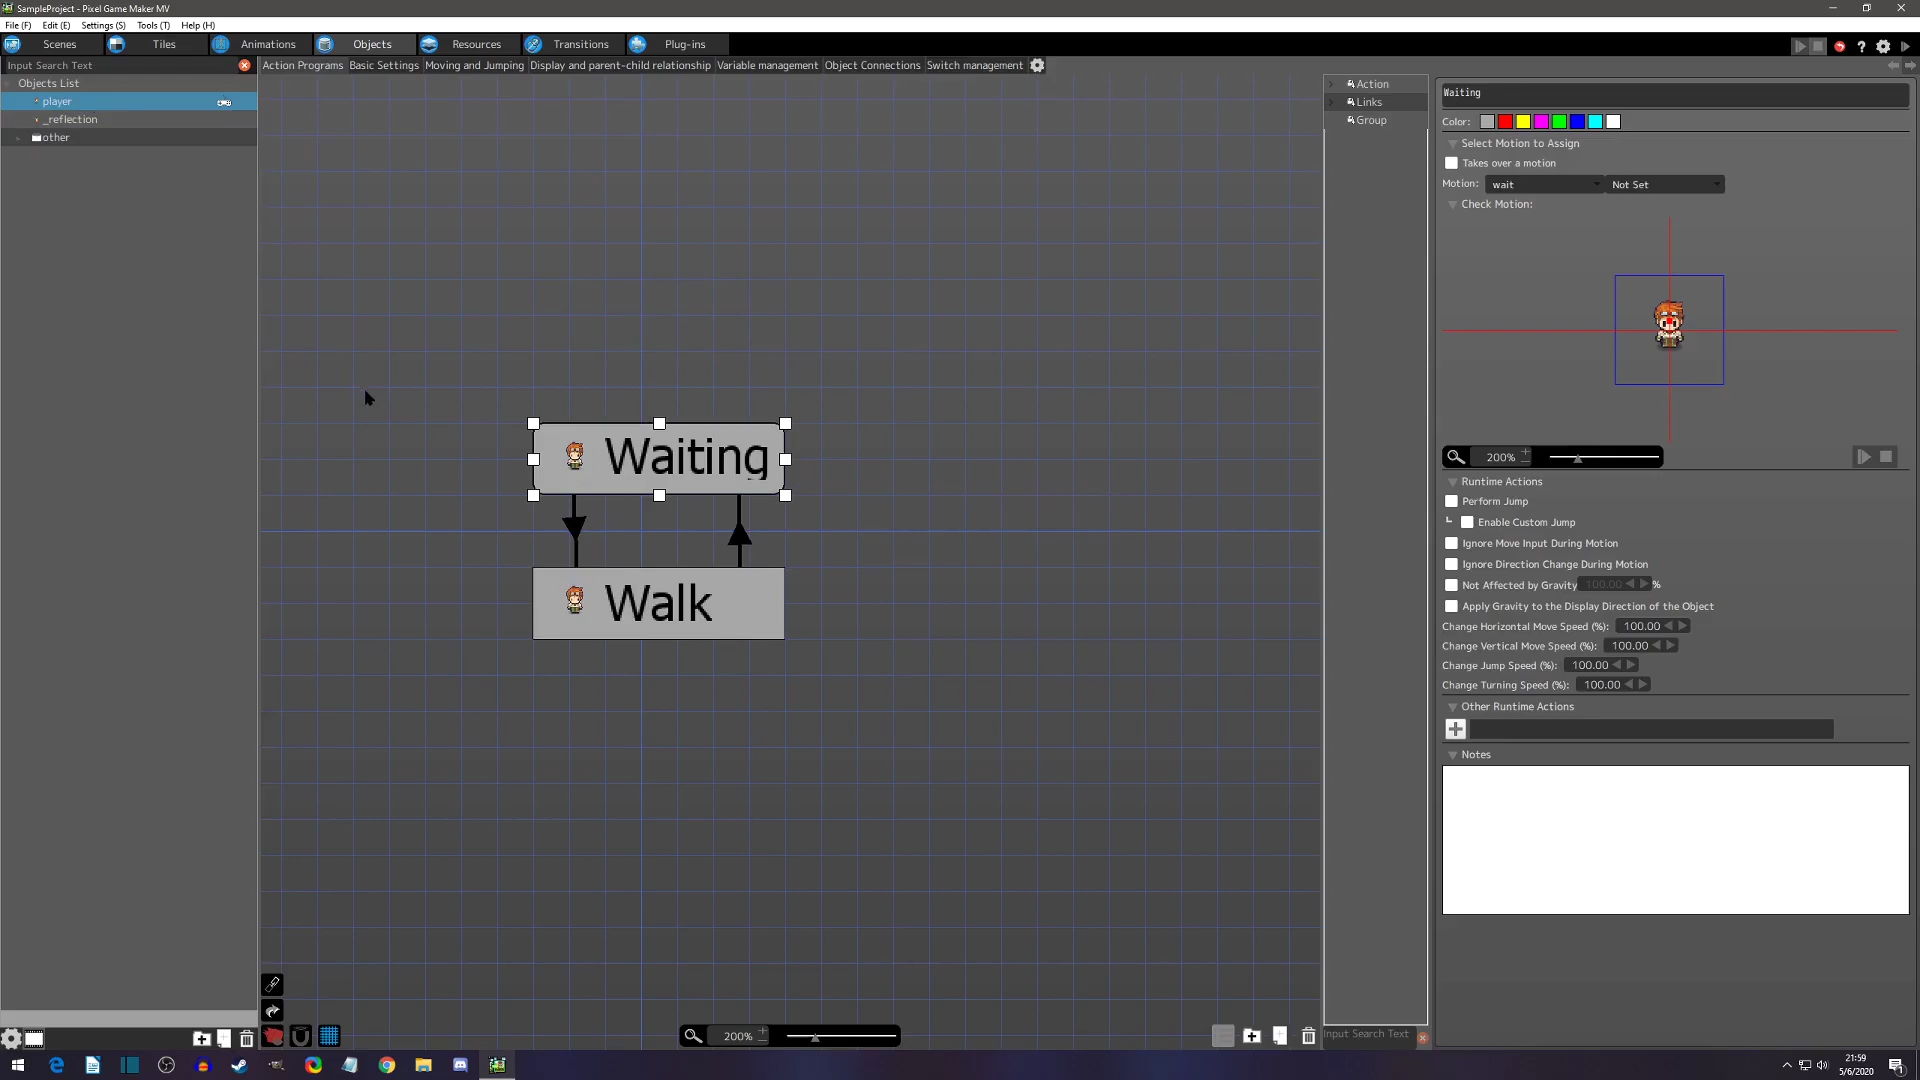 SampleProject - Pixel Game Maker MV
File (F) Edit (E) Settings (S) Tools (T) Help (H)
Scenes Tiles Animations Objects Resources Transitions Plug-ins
Input Search Text
Action Programs Basic Settings Moving and Jumping Display and parent-child relationship Variable management Object Connections Switch management
Objects List
player
_reflection
other
Action
Links
Group
Waiting
Color:
Select Motion to Assign
Takes over a motion
Motion: wait Not Set
Check Motion:
Waiting
Walk
200%
Runtime Actions
Perform Jump
Enable Custom Jump
Ignore Move Input During Motion
Ignore Direction Change During Motion
Not Affected by Gravity 100.00 %
Apply Gravity to the Display Direction of the Object
Change Horizontal Move Speed (%): 100.00
Change Vertical Move Speed (%): 100.00
Change Jump Speed (%): 100.00
Change Turning Speed (%): 100.00
Other Runtime Actions
Notes
200%
Input Search Text
21:59
5/6/2020